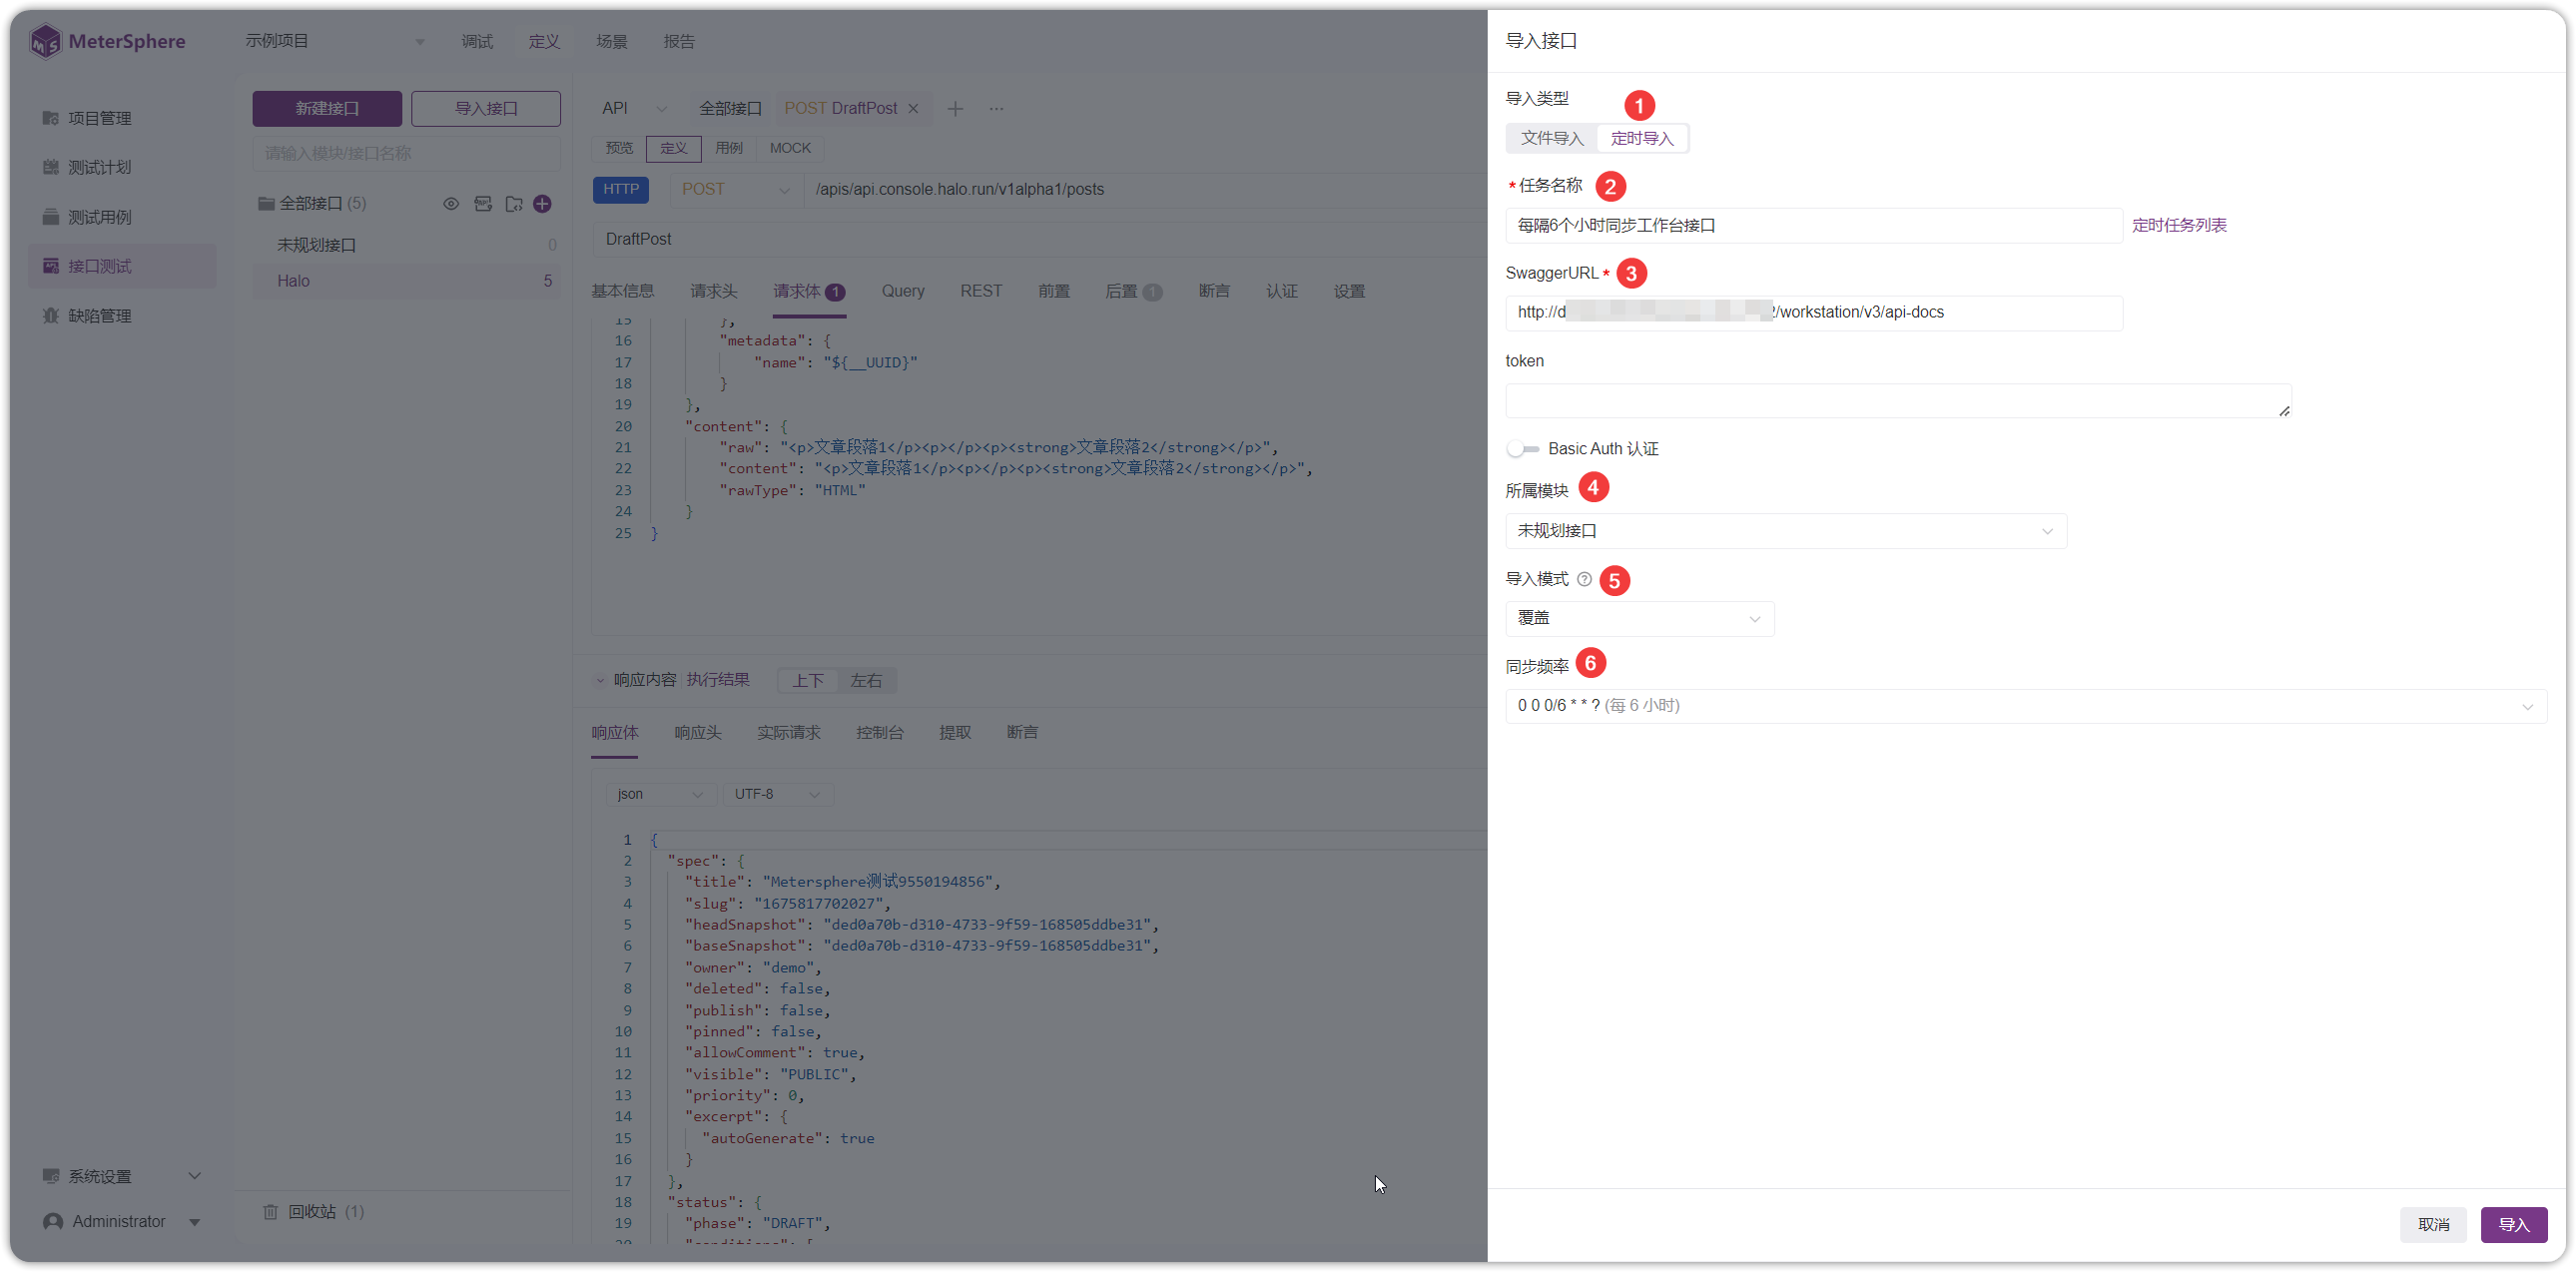 MeterSphere
示例项目
调试 定义 场景 报告
项目管理
测试计划
测试用例
接口测试
缺陷管理
系统设置
Administrator
新建接口 导入接口
请输入模块/接口名称
全部接口 (5)
未规划接口 0
Halo 5
回收站 (1)
API 全部接口 POST DraftPost
预览 定义 用例 MOCK
HTTP POST /apis/api.console.halo.run/v1alpha1/posts
DraftPost
基本信息 请求头 请求体 1 Query REST 前置 后置 1 断言 认证 设置
15 },
16 "metadata": {
17 "name": "${__UUID}"
18 }
19 },
20 "content": {
21 "raw": "<p>文章段落1</p><p></p><p><strong>文章段落2</strong></p>",
22 "content": "<p>文章段落1</p><p></p><p><strong>文章段落2</strong></p>",
23 "rawType": "HTML"
24 }
25 }
响应内容 执行结果 上下 左右
响应体 响应头 实际请求 控制台 提取 断言
json UTF-8
1 {
2 "spec": {
3 "title": "Metersphere测试9550194856",
4 "slug": "1675817702027",
5 "headSnapshot": "ded0a70b-d310-4733-9f59-168505ddbe31",
6 "baseSnapshot": "ded0a70b-d310-4733-9f59-168505ddbe31",
7 "owner": "demo",
8 "deleted": false,
9 "publish": false,
10 "pinned": false,
11 "allowComment": true,
12 "visible": "PUBLIC",
13 "priority": 0,
14 "excerpt": {
15 "autoGenerate": true
16 }
17 },
18 "status": {
19 "phase": "DRAFT",
20 "conditions": [
导入接口
导入类型 1
文件导入 定时导入
*任务名称 2
每隔6个小时同步工作台接口 定时任务列表
SwaggerURL* 3
http://d /workstation/v3/api-docs
token
Basic Auth 认证
所属模块 4
未规划接口
导入模式 5
覆盖
同步频率 6
0 0 0/6 * * ? (每 6 小时)
取消 导入